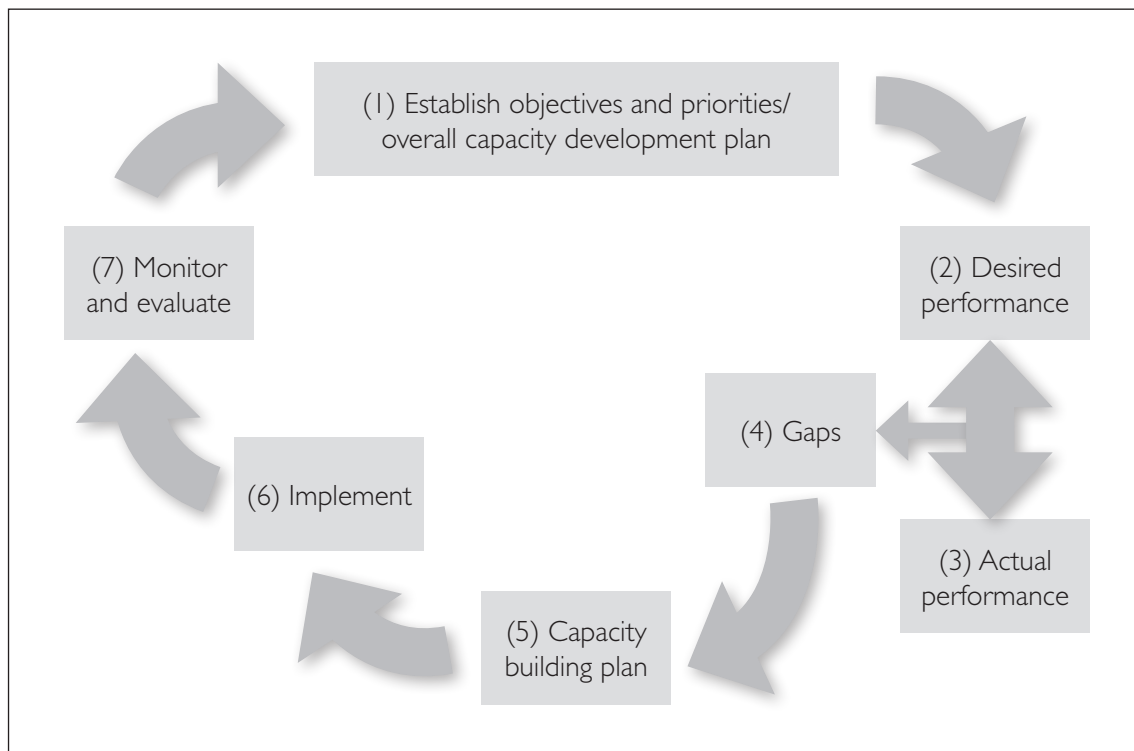 (1) Establish objectives and priorities/
overall capacity development plan
(2) Desired
performance
(3) Actual
performance
(4) Gaps
(5) Capacity
building plan
(6) Implement
(7) Monitor
and evaluate